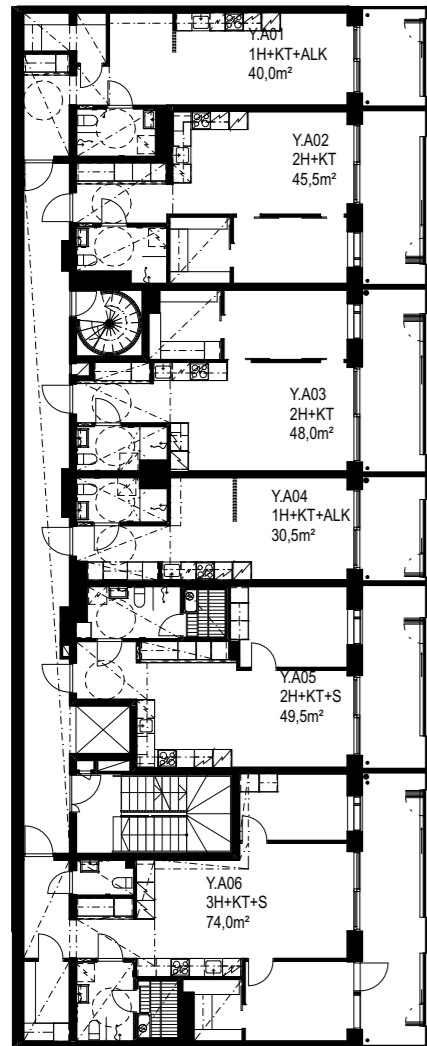 Y.A01
1H+KT+ALK
40,0m²
Y.A02
2H+KT
45,5m²
Y.A03
2H+KT
48,0m²
Y.A04
1H+KT+ALK
30,5m²
Y.A05
2H+KT+S
49,5m²
Y.A06
3H+KT+S
74,0m²